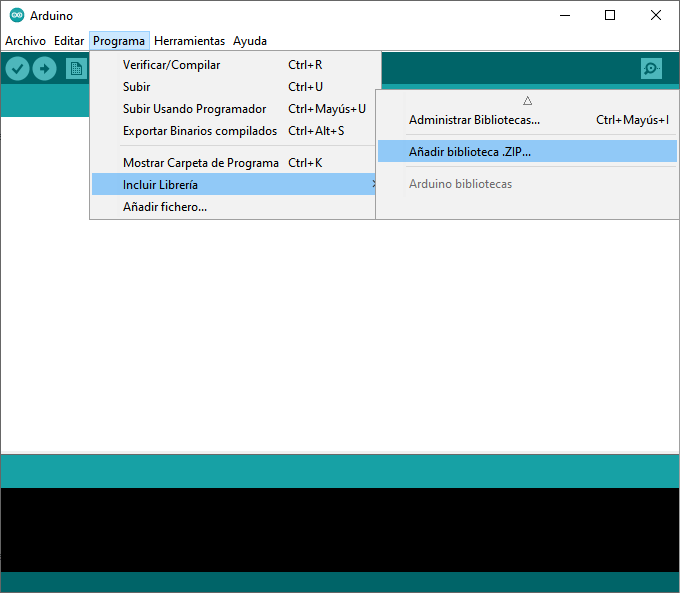 Arduino
Archivo Editar Programa Herramientas Ayuda
Verificar/Compilar Ctrl+R
Subir Ctrl+U
Subir Usando Programador Ctrl+Mayús+U
Exportar Binarios compilados Ctrl+Alt+S
Mostrar Carpeta de Programa Ctrl+K
Incluir Librería
Añadir fichero...
Administrar Bibliotecas... Ctrl+Mayús+I
Añadir biblioteca .ZIP...
Arduino bibliotecas